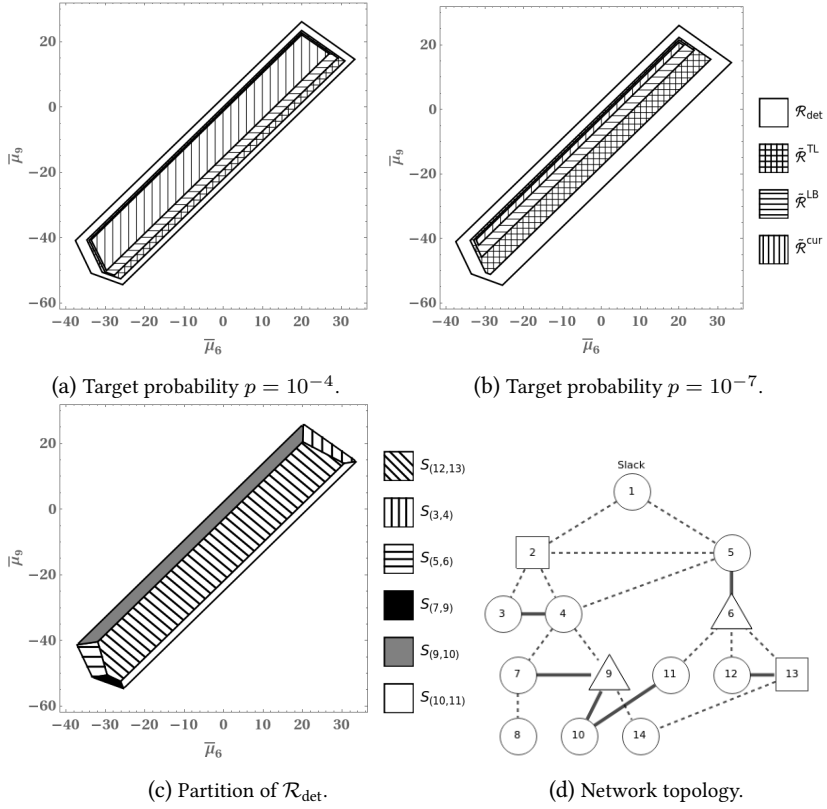 20
0
−20
−40
−60
−40
−30
−20
−10
0
10
20
30
μ̅₉
μ̅₆
(a) Target probability p = 10⁻⁴.
20
0
−20
−40
−60
−40
−30
−20
−10
0
10
20
30
μ̅₉
μ̅₆
ℛdet
ℛ̄ᵀᴸ
ℛ̄ᴸᴮ
ℛ̄ᶜᵘʳ
(b) Target probability p = 10⁻⁷.
20
0
−20
−40
−60
−40
−30
−20
−10
0
10
20
30
μ̅₉
μ̅₆
S(12,13)
S(3,4)
S(5,6)
S(7,9)
S(9,10)
S(10,11)
(c) Partition of ℛdet.
Slack
1
2
5
3
4
6
7
9
11
12
13
8
10
14
(d) Network topology.